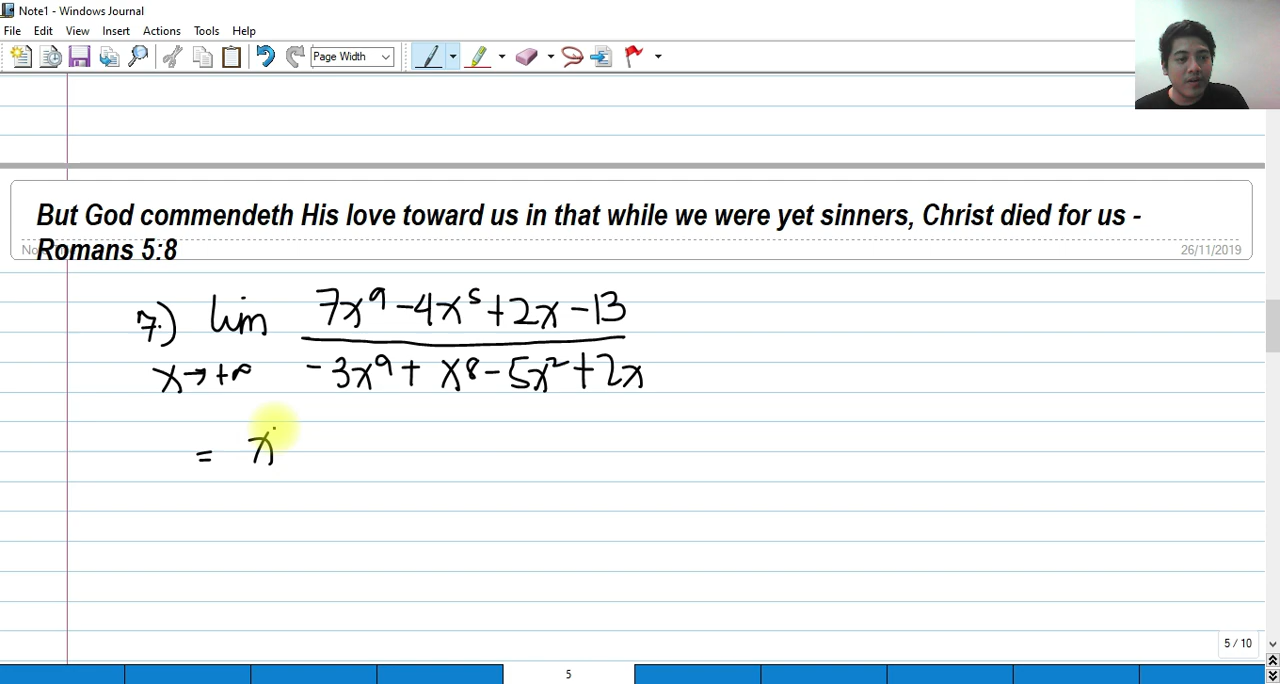 Note1 - Windows Journal
File Edit View Insert Actions Tools Help
Page Width
But God commendeth His love toward us in that while we were yet sinners, Christ died for us -
Romans 5:8
26/11/2019
7.) lim 7x⁹ - 4x⁵ + 2x - 13
x → +∞ -3x⁹ + x⁸ - 5x² + 2x
= x
5 / 10
5